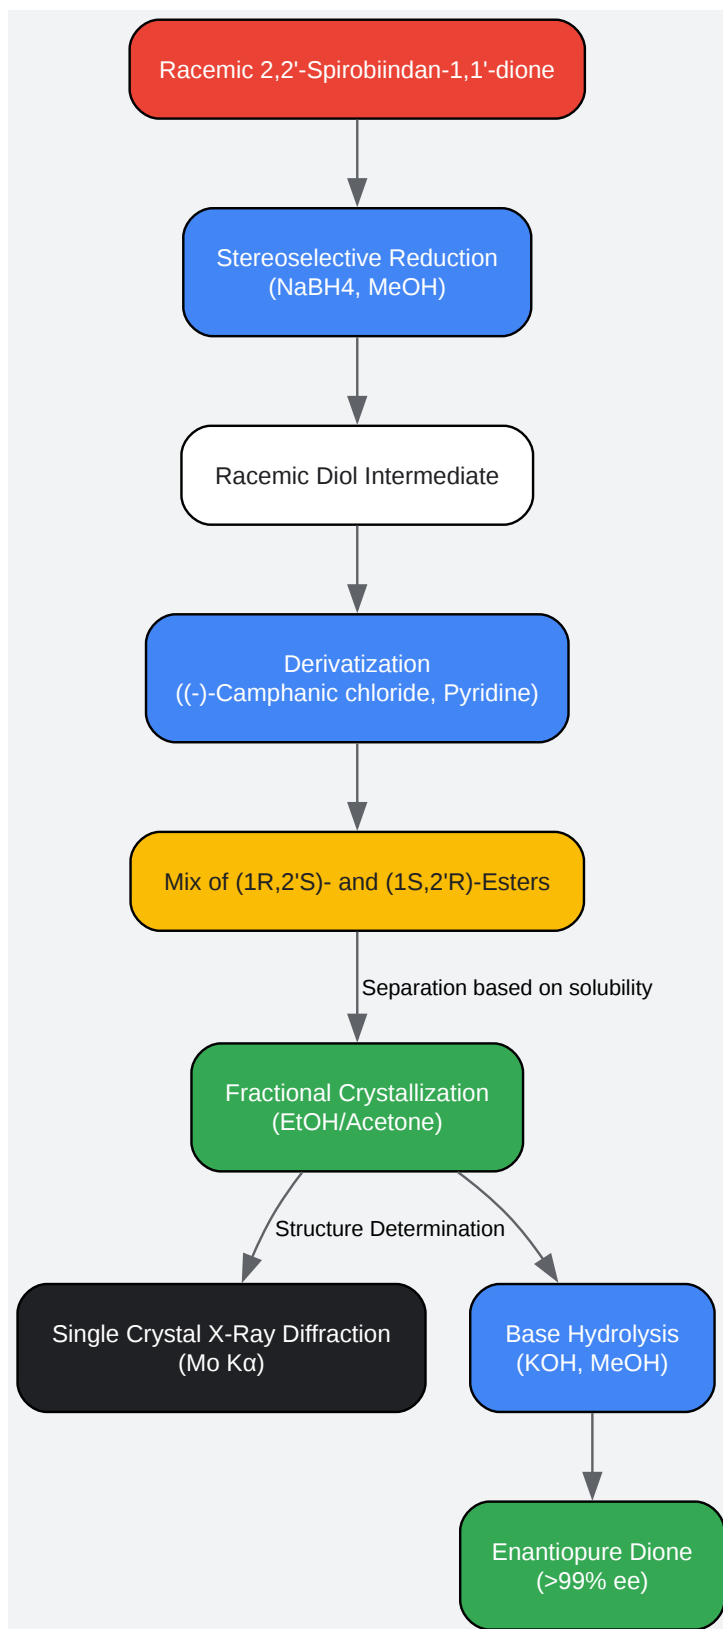 Racemic 2,2'-Spirobiindan-1,1'-dione
Stereoselective Reduction
(NaBH4, MeOH)
Racemic Diol Intermediate
Derivatization
((-)-Camphanic chloride, Pyridine)
Mix of (1R,2'S)- and (1S,2'R)-Esters
Separation based on solubility
Fractional Crystallization
(EtOH/Acetone)
Structure Determination
Single Crystal X-Ray Diffraction
(Mo Kα)
Base Hydrolysis
(KOH, MeOH)
Enantiopure Dione
(>99% ee)